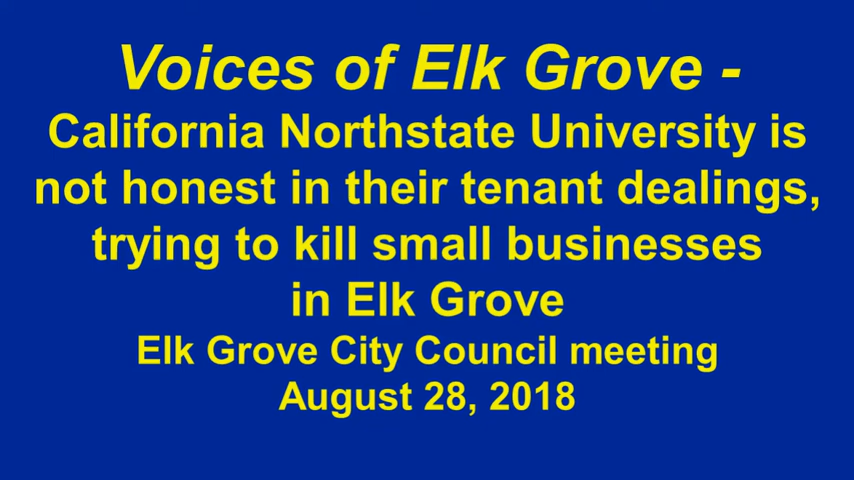 Voices of Elk Grove -
California Northstate University is
not honest in their tenant dealings,
trying to kill small businesses
in Elk Grove
Elk Grove City Council meeting
August 28, 2018